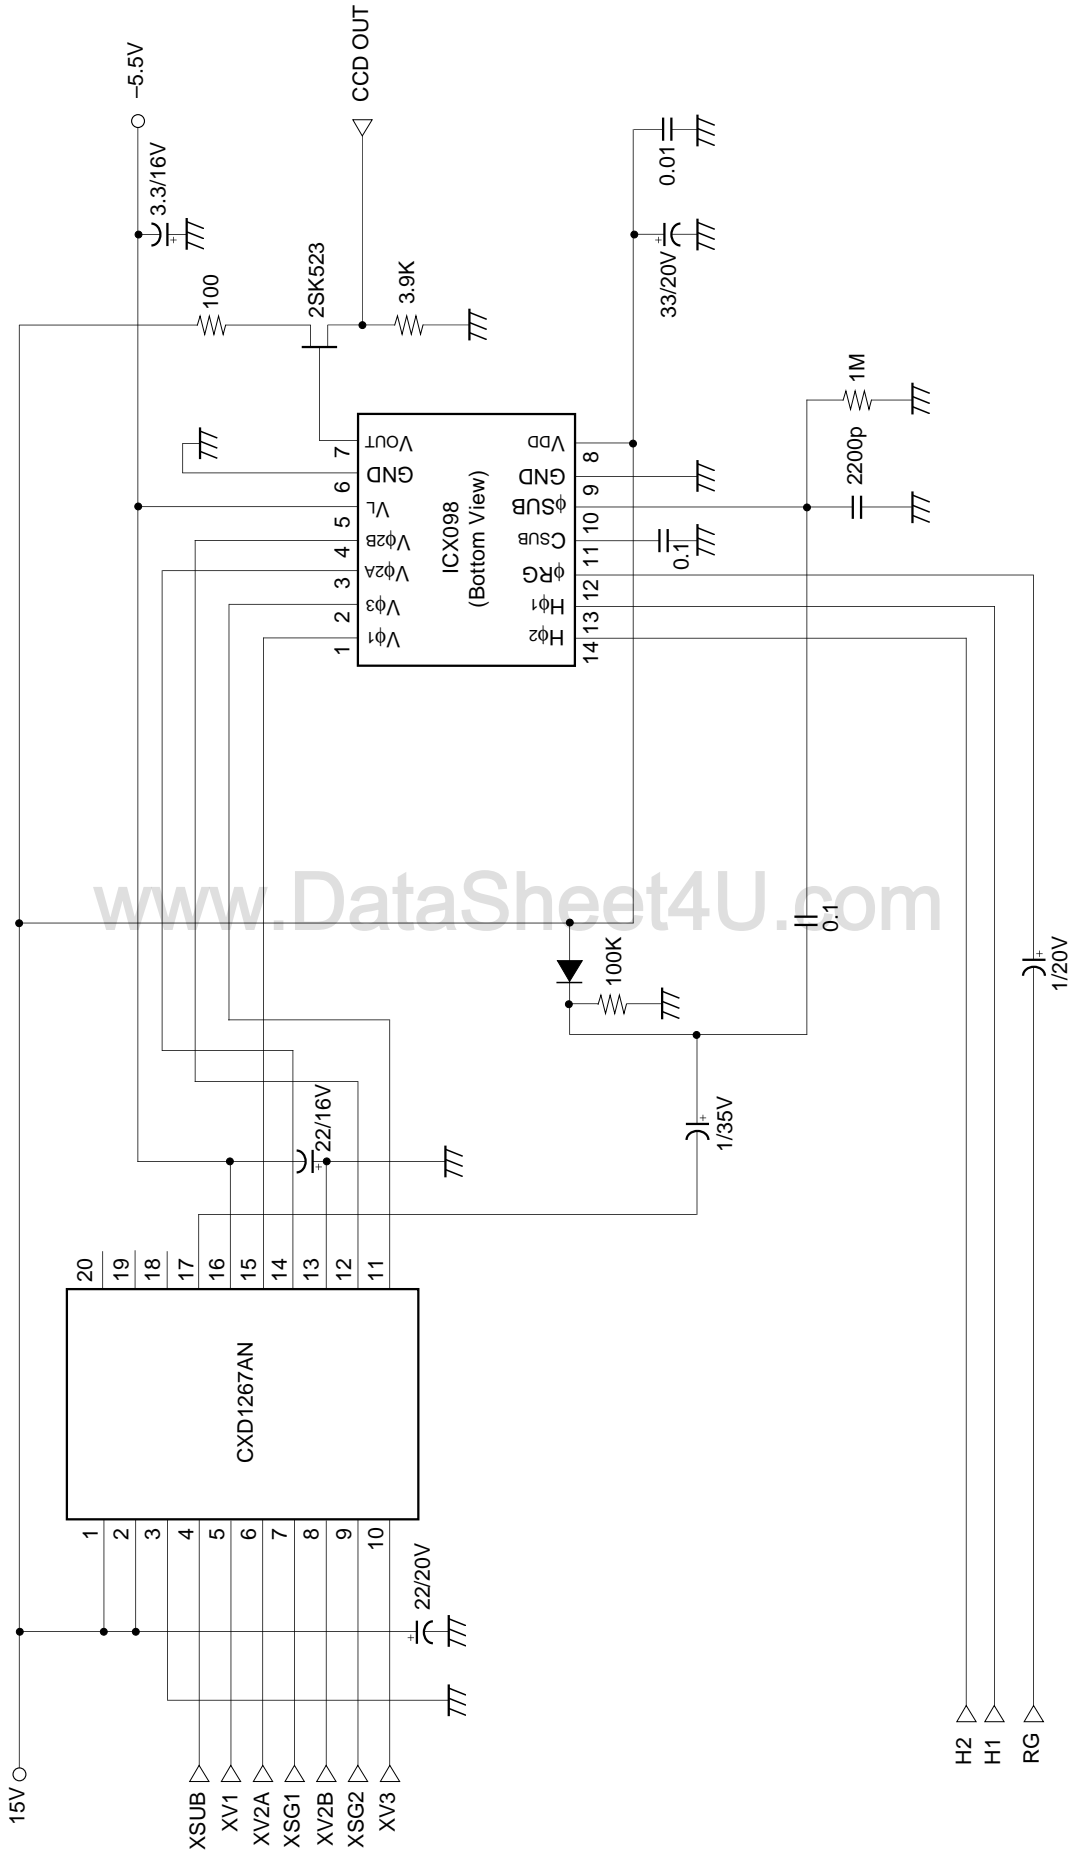 15V
XSUB
XV1
XV2A
XSG1
XV2B
XSG2
XV3
22/20V
1
2
3
4
5
6
7
8
9
10
CXD1267AN
20
19
18
17
16
15
14
13
12
11
22/16V
1/35V
100K
0.1
1/20V
H2
H1
RG
www.DataSheet4U.com
–5.5V
3.3/16V
100
2SK523
3.9K
CCD OUT
ICX098
(Bottom View)
1 Vϕ1
2 Vϕ3
3 Vϕ2A
4 Vϕ2B
5 VL
6 GND
7 VOUT
14 Hϕ2
13 Hϕ1
12 ϕRG
11 CSUB
10 ϕSUB
9 GND
8 VDD
0.1
33/20V
0.01
2200p
1M